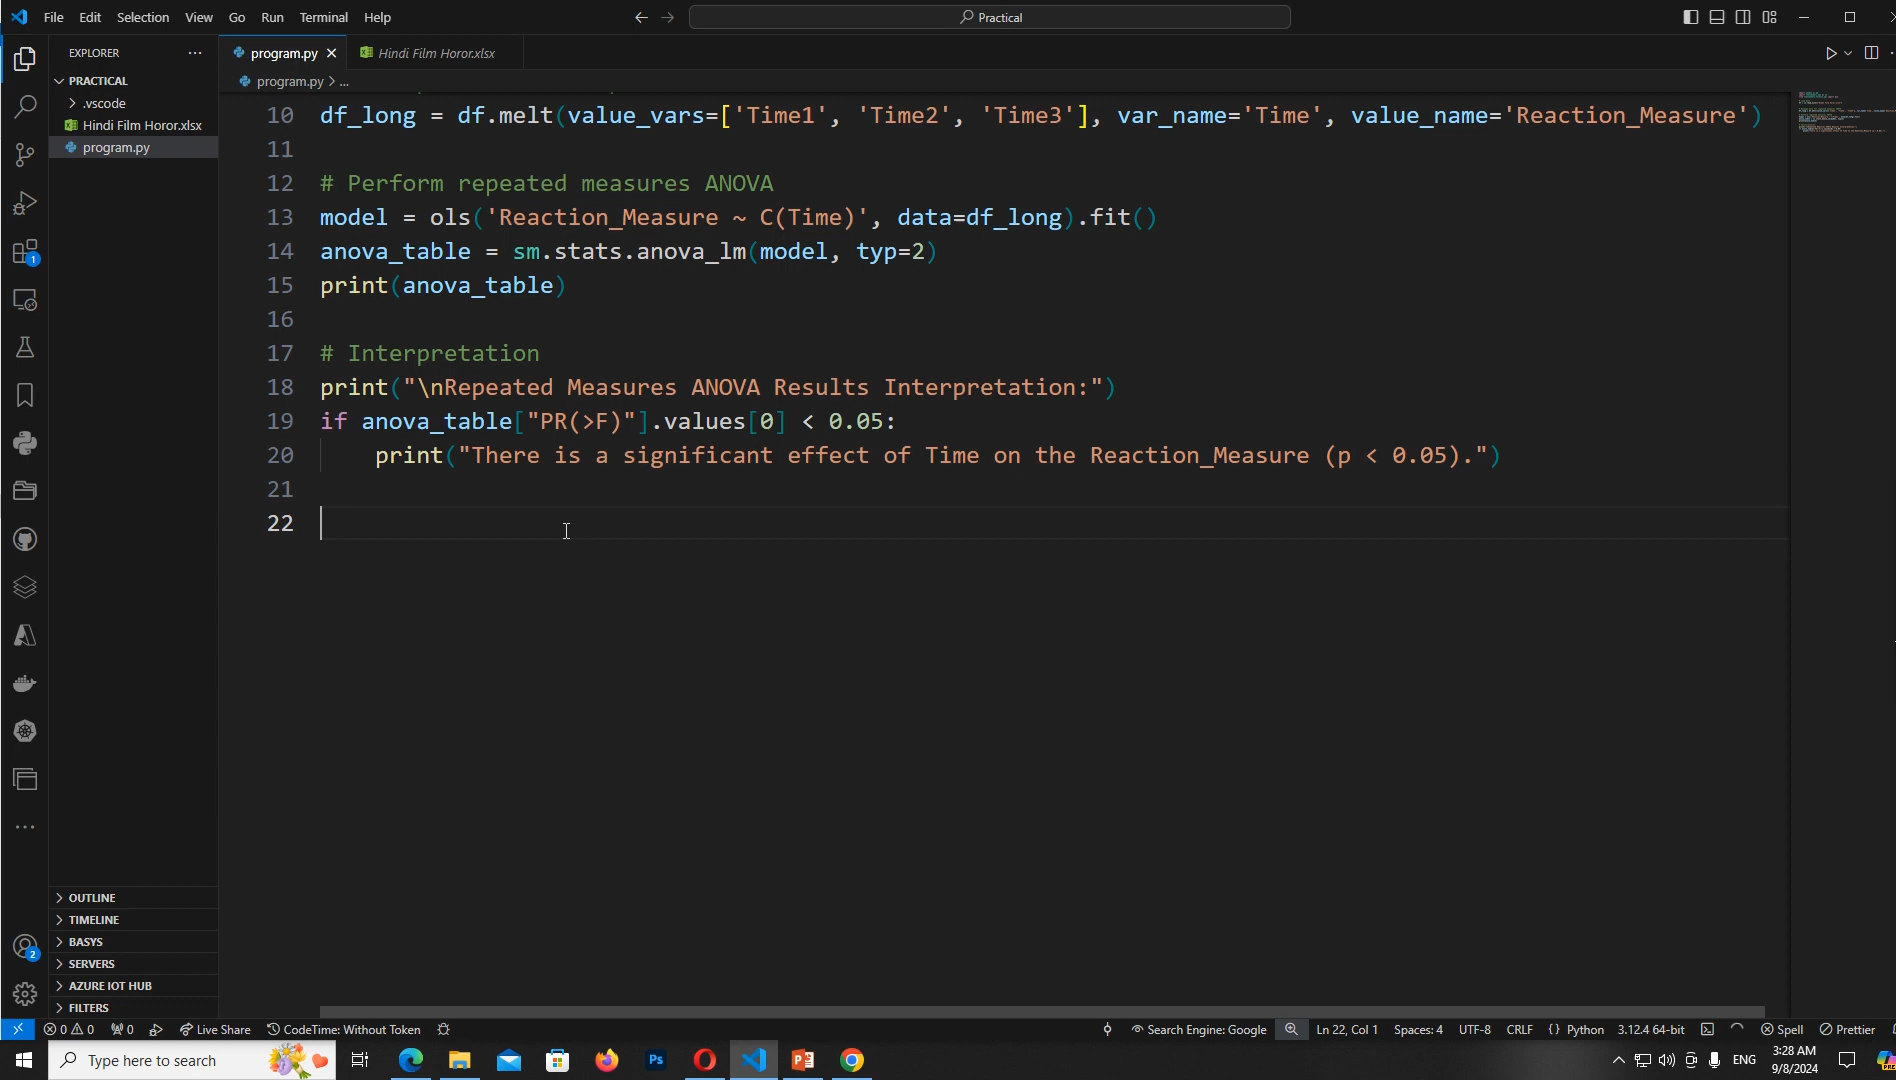 File Edit Selection View Go Run Terminal Help
Practical
EXPLORER
PRACTICAL
.vscode
Hindi Film Horor.xlsx
program.py
program.py
Hindi Film Horor.xlsx
program.py > ...
10 df_long = df.melt(value_vars=['Time1', 'Time2', 'Time3'], var_name='Time', value_name='Reaction_Measure')
11
12 # Perform repeated measures ANOVA
13 model = ols('Reaction_Measure ~ C(Time)', data=df_long).fit()
14 anova_table = sm.stats.anova_lm(model, typ=2)
15 print(anova_table)
16
17 # Interpretation
18 print("\nRepeated Measures ANOVA Results Interpretation:")
19 if anova_table["PR(>F)"].values[0] < 0.05:
20 print("There is a significant effect of Time on the Reaction_Measure (p < 0.05).")
21
22
1
2
OUTLINE
TIMELINE
BASYS
SERVERS
AZURE IOT HUB
FILTERS
0 0 0 Live Share CodeTime: Without Token
Search Engine: Google Ln 22, Col 1 Spaces: 4 UTF-8 CRLF {} Python 3.12.4 64-bit Spell Prettier
Type here to search
Ps
ENG
3:28 AM
9/8/2024